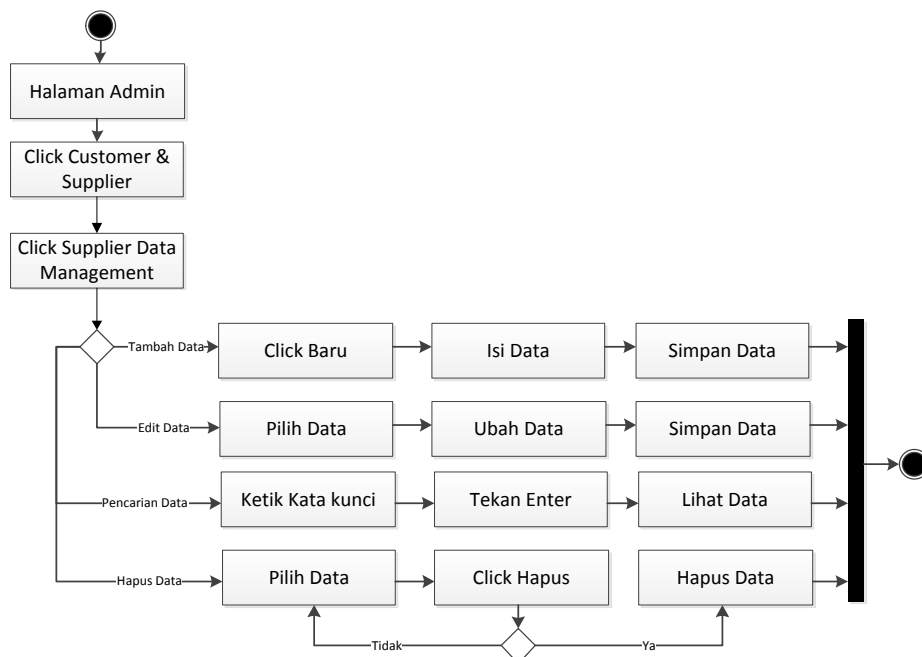 Halaman Admin
Click Customer &
Supplier
Click Supplier Data
Management
Tambah Data
Click Baru
Isi Data
Simpan Data
Edit Data
Pilih Data
Ubah Data
Simpan Data
Pencarian Data
Ketik Kata kunci
Tekan Enter
Lihat Data
Hapus Data
Pilih Data
Click Hapus
Hapus Data
Tidak
Ya